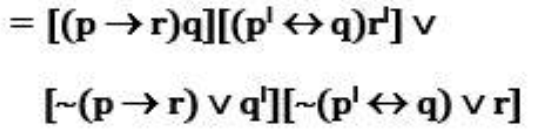 = [(p → r)q][(pˡ ↔ q)rˡ] ∨
[~(p → r) ∨ qˡ][~(pˡ ↔ q) ∨ r]